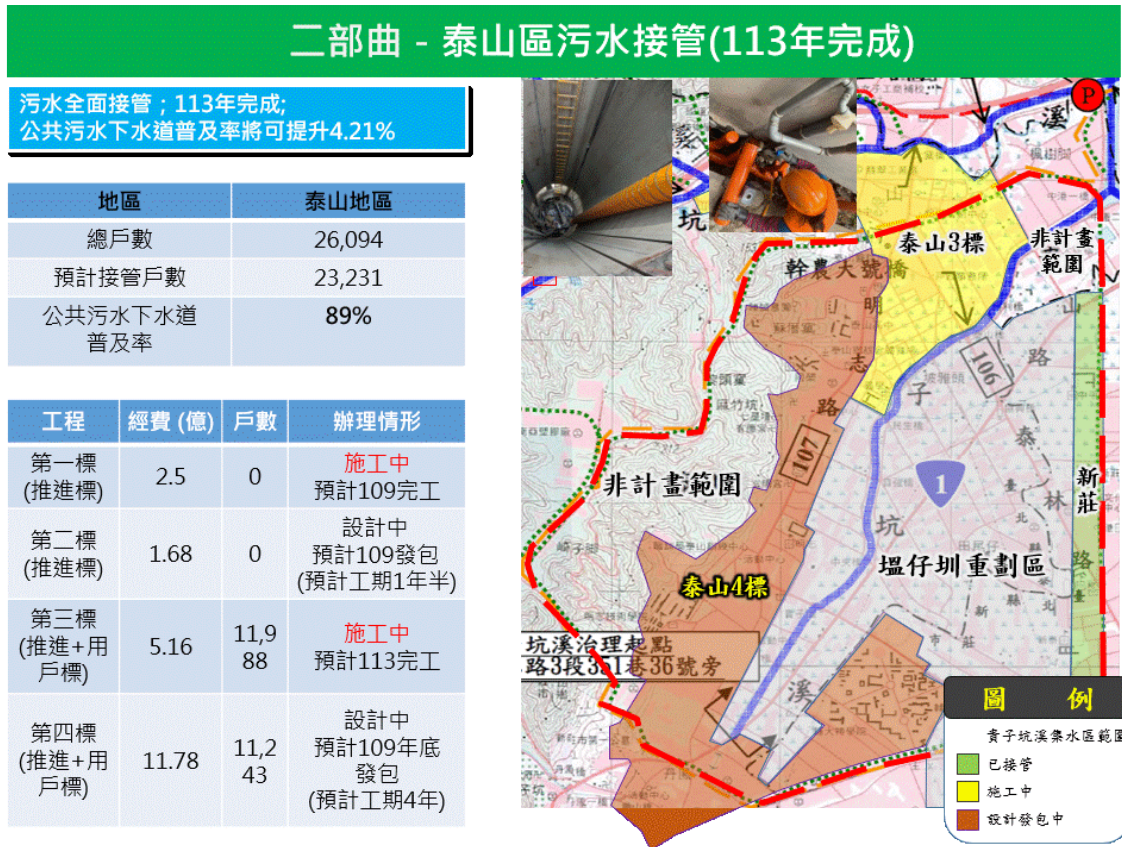 二部曲 - 泰山區污水接管(113年完成)
污水全面接管；113年完成;
公共污水下水道普及率將可提升4.21%
地區 泰山地區
總戶數 26,094
預計接管戶數 23,231
公共污水下水道
普及率
89%
工程 經費 (億) 戶數 辦理情形
第一標
(推進標)
2.5
0
施工中
預計109完工
第二標
(推進標)
1.68
0
設計中
預計109發包
(預計工期1年半)
第三標
(推進+用
戶標)
5.16
11,9
88
施工中
預計113完工
第四標
(推進+用
戶標)
11.78
11,2
43
設計中
預計109年底
發包
(預計工期4年)
P
溪
坑
楓樹腳
泰山3標
非計畫
範圍
幹農大號橋
明
志
路
107
106
山
路
子
泰
林
路
1
新
莊
坑
溪
非計畫範圍
塭仔圳重劃區
泰山4標
坑溪治理起點
路3段351巷36號旁
圖 例
貴子坑溪集水區範圍
已接管
施工中
設計發包中